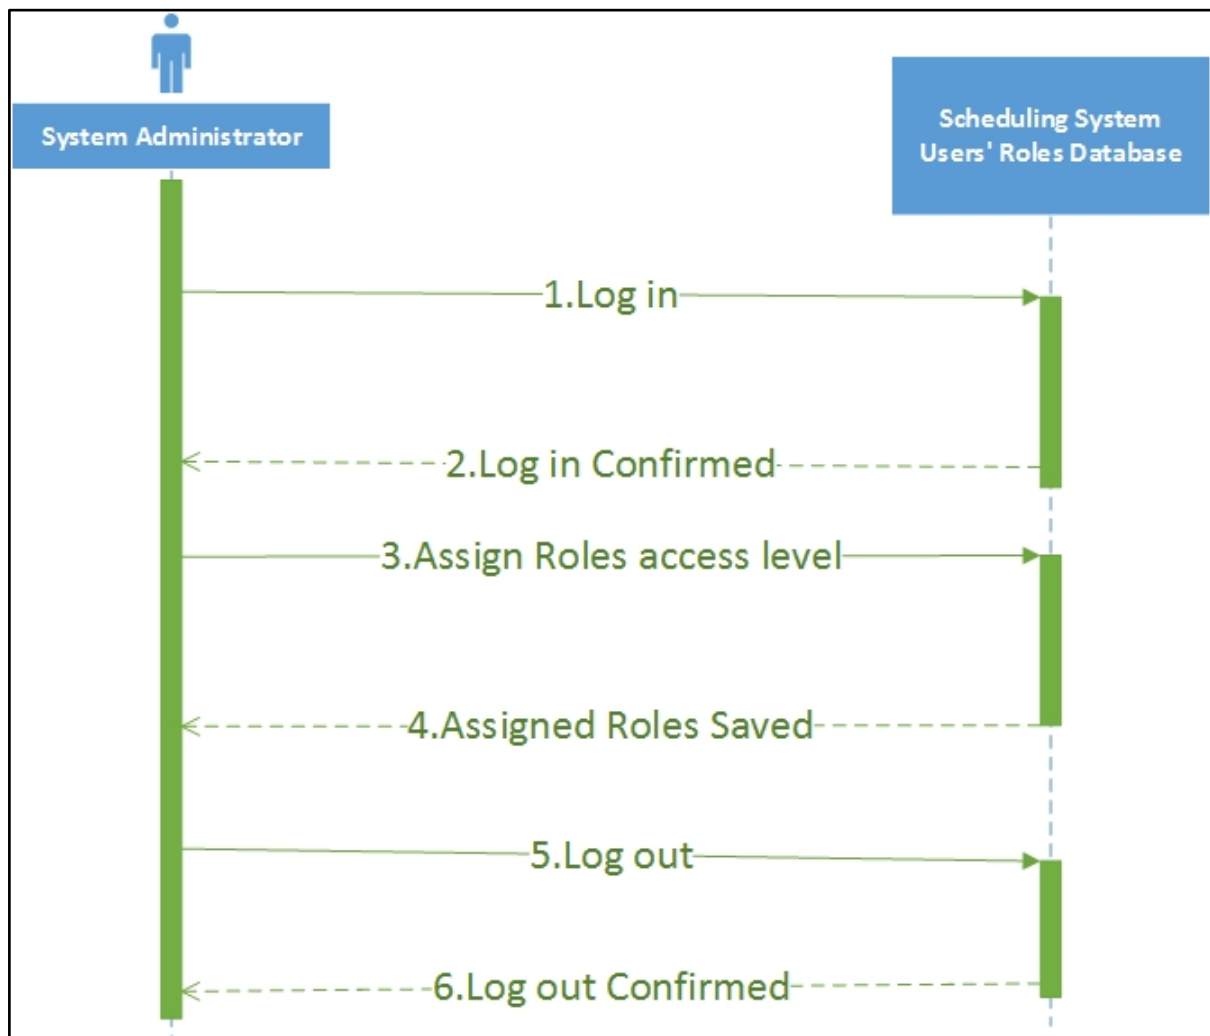 System Administrator
Scheduling System
Users' Roles Database
1.Log in
2.Log in Confirmed
3.Assign Roles access level
4.Assigned Roles Saved
5.Log out
6.Log out Confirmed